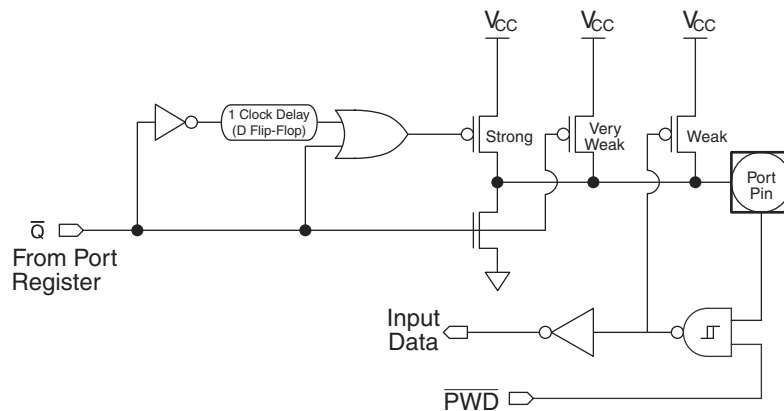 VCC
VCC
VCC
1 Clock Delay
(D Flip-Flop)
Strong
Very
Weak
Weak
Port
Pin
Q̅
From Port
Register
Input
Data
P̅W̅D̅